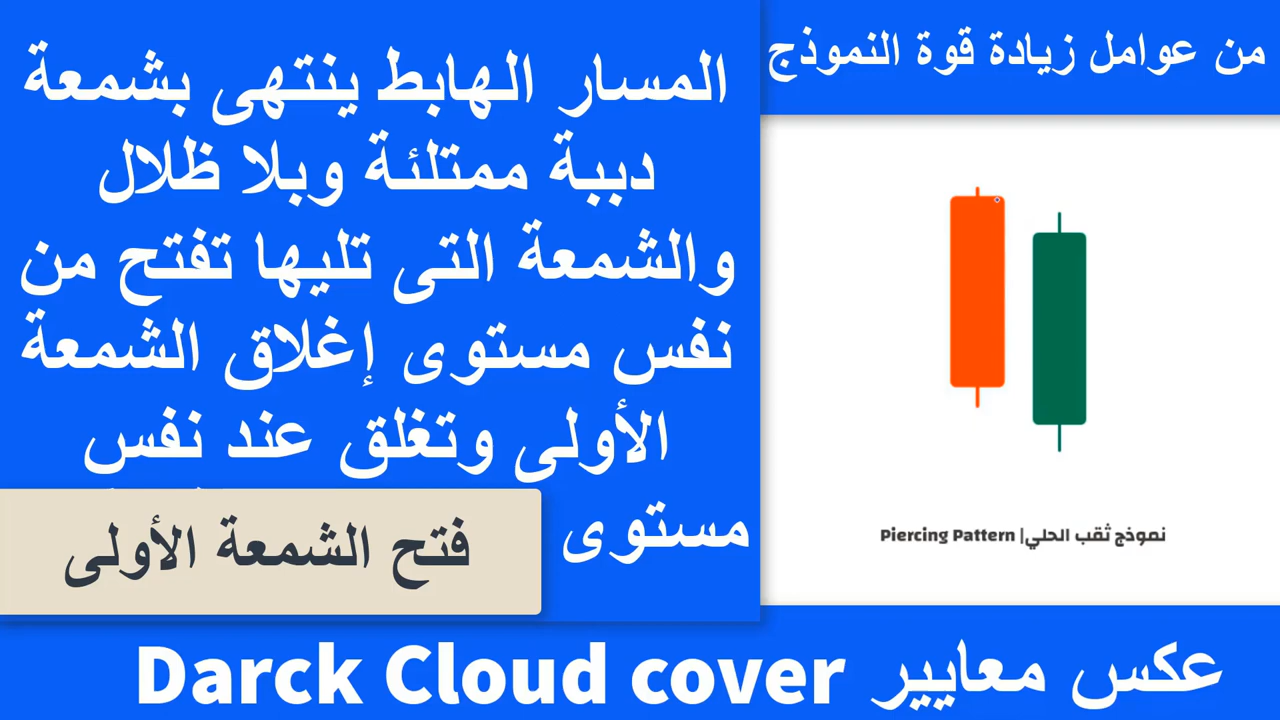 من عوامل زيادة قوة النموذج
المسار الهابط ينتهى بشمعة
دببة ممتلئة وبلا ظلال
والشمعة التى تليها تفتح من
نفس مستوى إغلاق الشمعة
الأولى وتغلق عند نفس
مستوى
فتح الشمعة الأولى
نموذج ثقب الحلي| Piercing Pattern
عكس معايير Darck Cloud cover